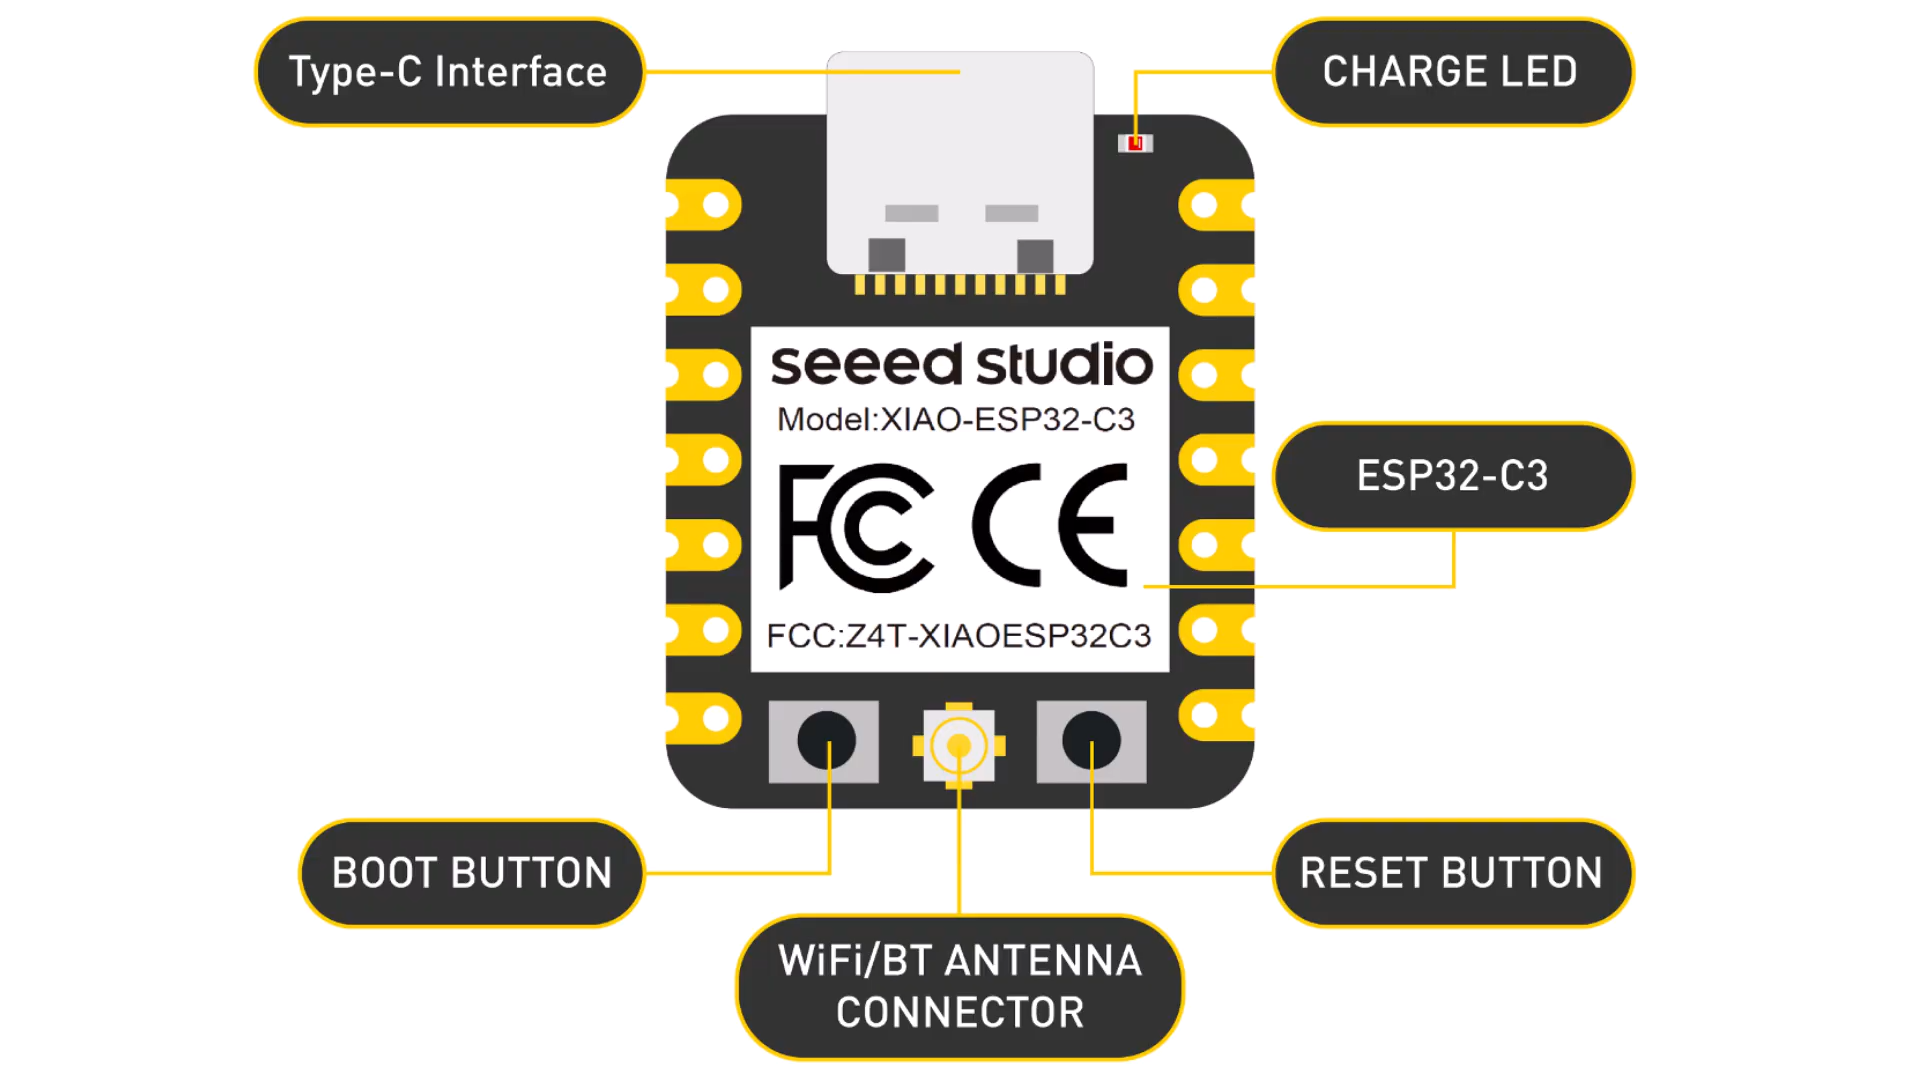 Type-C Interface
CHARGE LED
seeed studio
Model:XIAO-ESP32-C3
FC CE
ESP32-C3
FCC:Z4T-XIAOESP32C3
BOOT BUTTON
RESET BUTTON
WiFi/BT ANTENNA
CONNECTOR